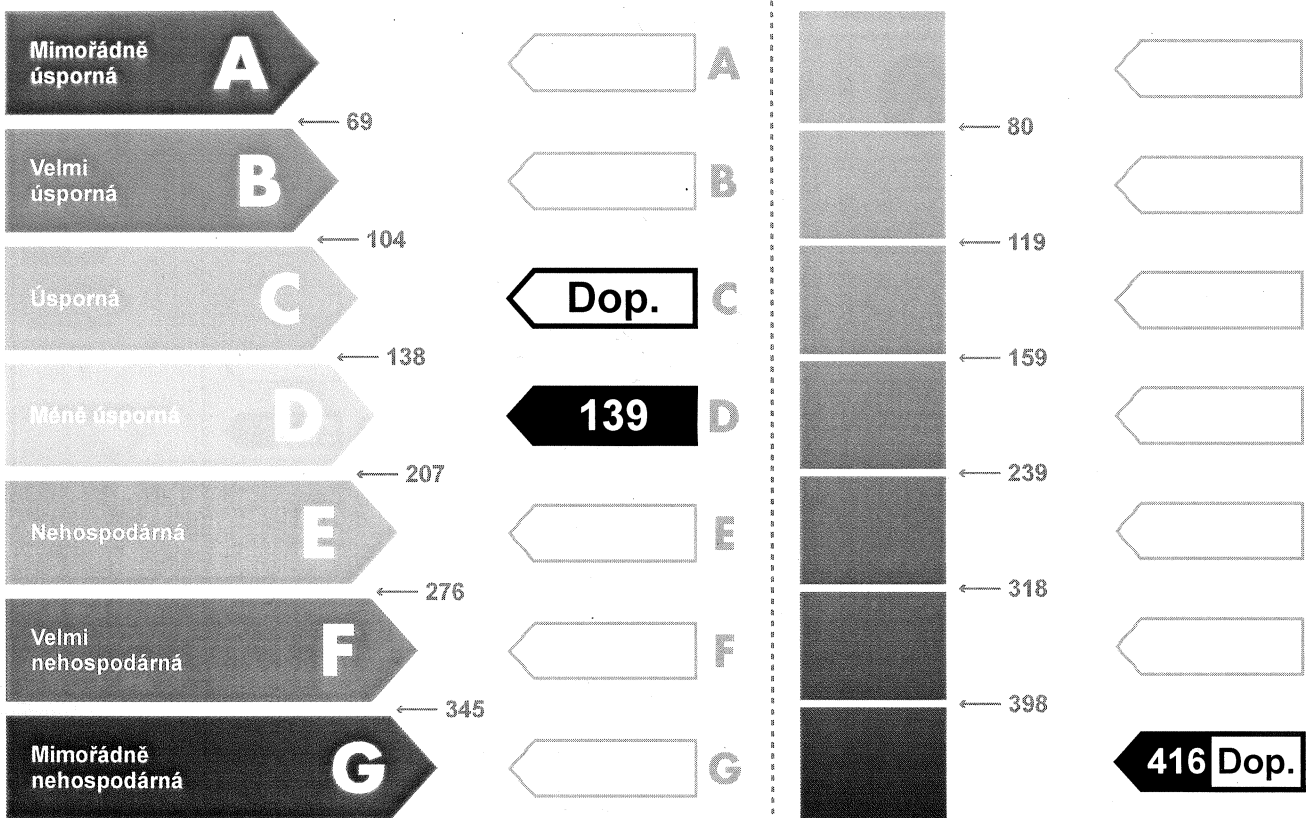 Mimořádně
úsporná
A
A
69
80
Velmi
úsporná
B
B
104
119
Úsporná
C
Dop.
C
138
159
Méně úsporná
D
139
D
207
239
Nehospodárná
E
E
276
318
Velmi
nehospodárná
F
F
345
398
Mimořádně
nehospodárná
G
G
416 Dop.